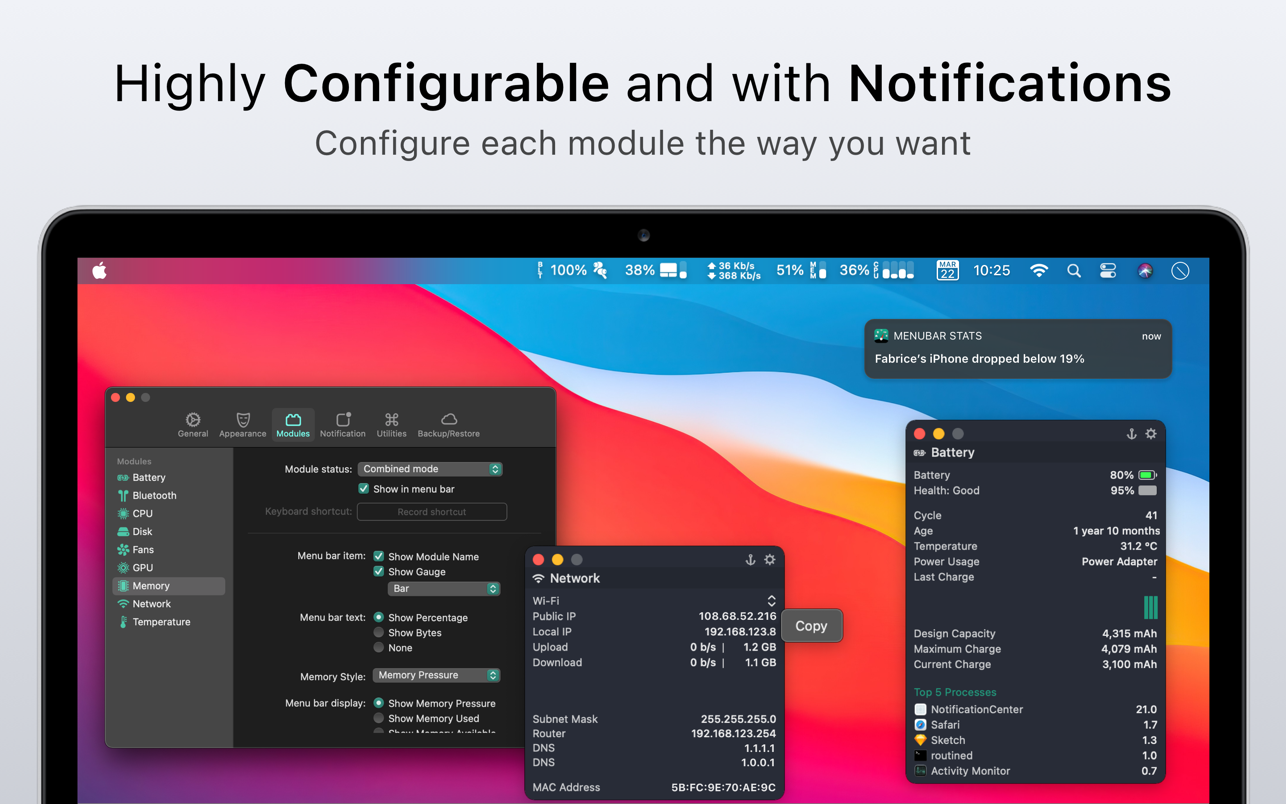 Highly Configurable and with Notifications
Configure each module the way you want
BLT 100% 38% 36 Kb/s 368 Kb/s 51% MEM 36% CPU MAR 22 10:25
MENUBAR STATS now
Fabrice's iPhone dropped below 19%
General Appearance Modules Notification Utilities Backup/Restore
Modules
Battery
Bluetooth
CPU
Disk
Fans
GPU
Memory
Network
Temperature
Module status: Combined mode
Show in menu bar
Keyboard shortcut: Record shortcut
Menu bar item: Show Module Name
Show Gauge
Bar
Menu bar text: Show Percentage
Show Bytes
None
Memory Style: Memory Pressure
Menu bar display: Show Memory Pressure
Show Memory Used
Show Memory Available
Network
Wi-Fi
Public IP 108.68.52.216
Local IP 192.168.123.8
Upload 0 b/s | 1.2 GB
Download 0 b/s | 1.1 GB
Subnet Mask 255.255.255.0
Router 192.168.123.254
DNS 1.1.1.1
DNS 1.0.0.1
MAC Address 5B:FC:9E:70:AE:9C
Copy
Battery
Battery 80%
Health: Good 95%
Cycle 41
Age 1 year 10 months
Temperature 31.2 ºC
Power Usage Power Adapter
Last Charge -
Design Capacity 4,315 mAh
Maximum Charge 4,079 mAh
Current Charge 3,100 mAh
Top 5 Processes
NotificationCenter 21.0
Safari 1.7
Sketch 1.3
routined 1.0
Activity Monitor 0.7